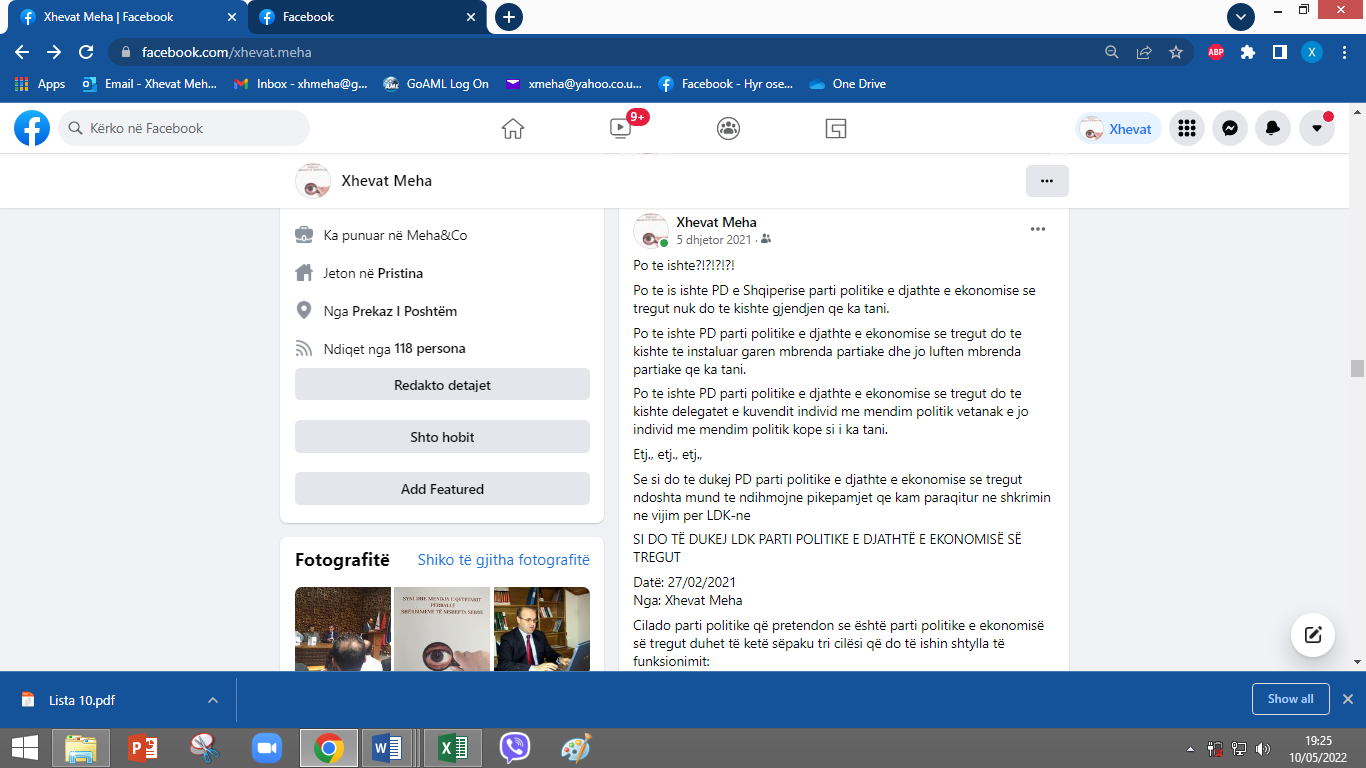 Xhevat Meha | Facebook
Facebook
facebook.com/xhevat.meha
ABP
X
Apps
Email - Xhevat Meh...
Inbox - xhmeha@g...
GoAML Log On
xmeha@yahoo.co.u...
Facebook - Hyr ose...
One Drive
Kërko në Facebook
9+
Xhevat
Xhevat Meha
Ka punuar në Meha&Co
Jeton në Pristina
Nga Prekaz I Poshtëm
Ndiqet nga 118 persona
Redakto detajet
Shto hobit
Add Featured
Fotografitë
Shiko të gjitha fotografitë
SYNI DHE MENDJA E QYTETARIT
PËRBALLË
SHËRBIMEVE TË MSHEFTA SERBE
Xhevat Meha
5 dhjetor 2021 ·
Po te ishte?!?!?!?!
Po te is ishte PD e Shqiperise parti politike e djathte e ekonomise se
tregut nuk do te kishte gjendjen qe ka tani.
Po te ishte PD parti politike e djathte e ekonomise se tregut do te
kishte te instaluar garen mbrenda partiake dhe jo luften mbrenda
partiake qe ka tani.
Po te ishte PD parti politike e djathte e ekonomise se tregut do te
kishte delegatet e kuvendit individ me mendim politik vetanak e jo
individ me mendim politik kope si i ka tani.
Etj., etj., etj.,
Se si do te dukej PD parti politike e djathte e ekonomise se tregut
ndoshta mund te ndihmojne pikepamjet qe kam paraqitur ne shkrimin
ne vijim per LDK-ne
SI DO TË DUKEJ LDK PARTI POLITIKE E DJATHTË E EKONOMISË SË
TREGUT
Datë: 27/02/2021
Nga: Xhevat Meha
Cilado parti politike që pretendon se është parti politike e ekonomisë
së tregut duhet të ketë sëpaku tri cilësi që do të ishin shtylla të
funksionimit:
Lista 10.pdf
Show all
19:25
10/05/2022